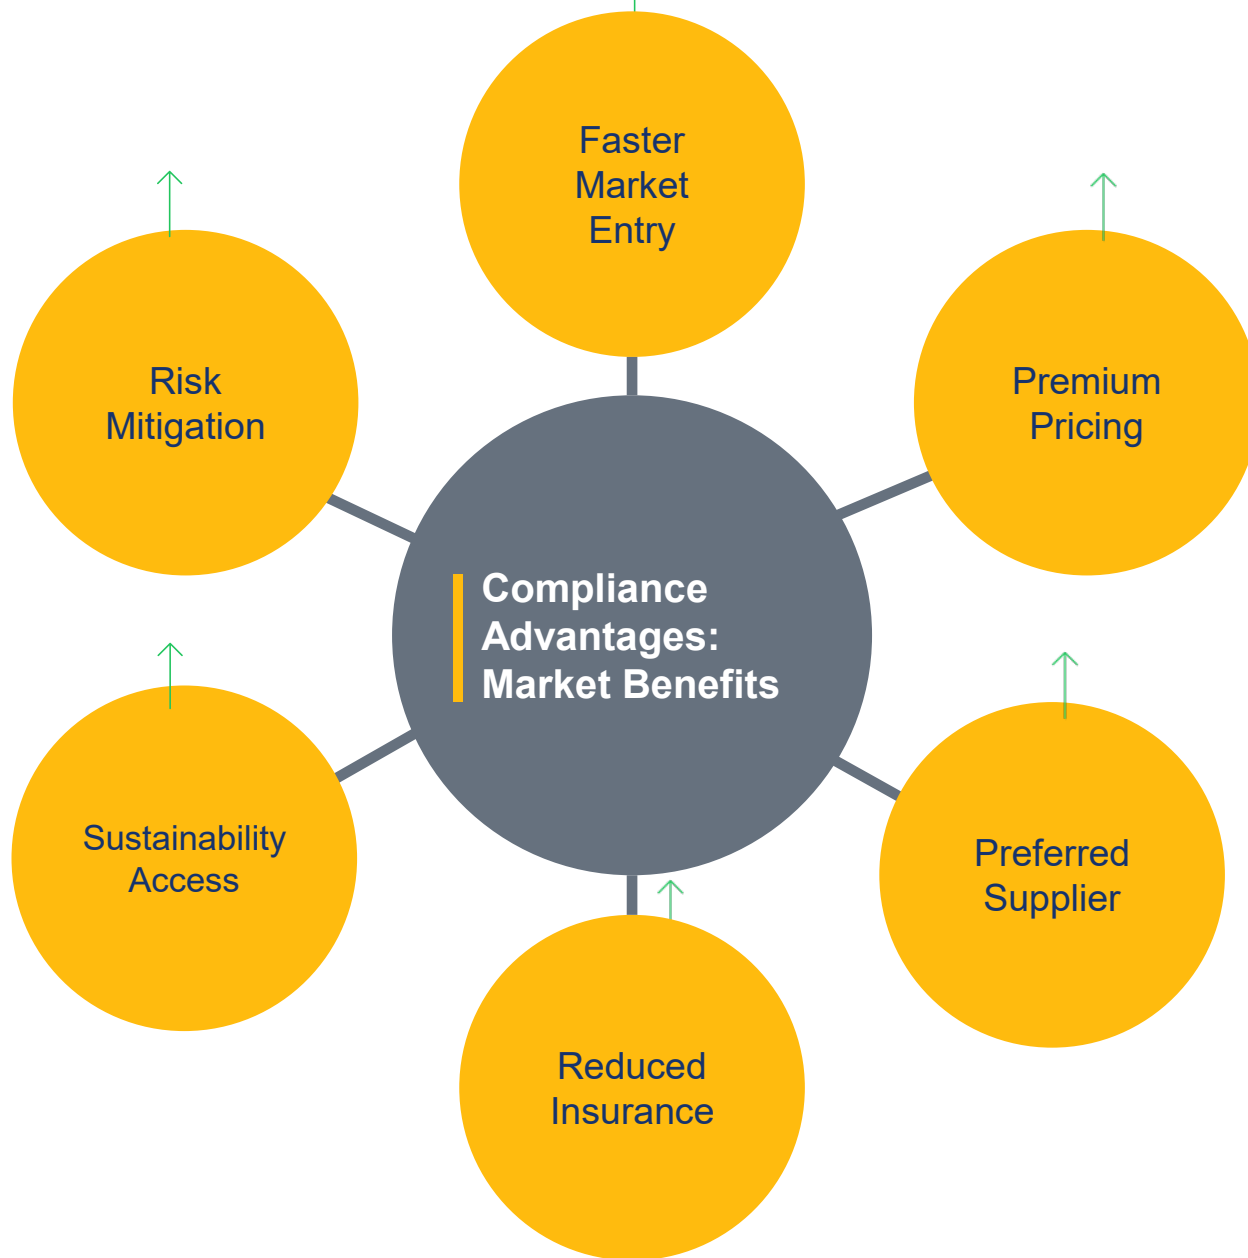 Faster
Market
Entry
Risk
Mitigation
Premium
Pricing
Compliance
Advantages:
Market Benefits
Sustainability
Access
Preferred
Supplier
Reduced
Insurance